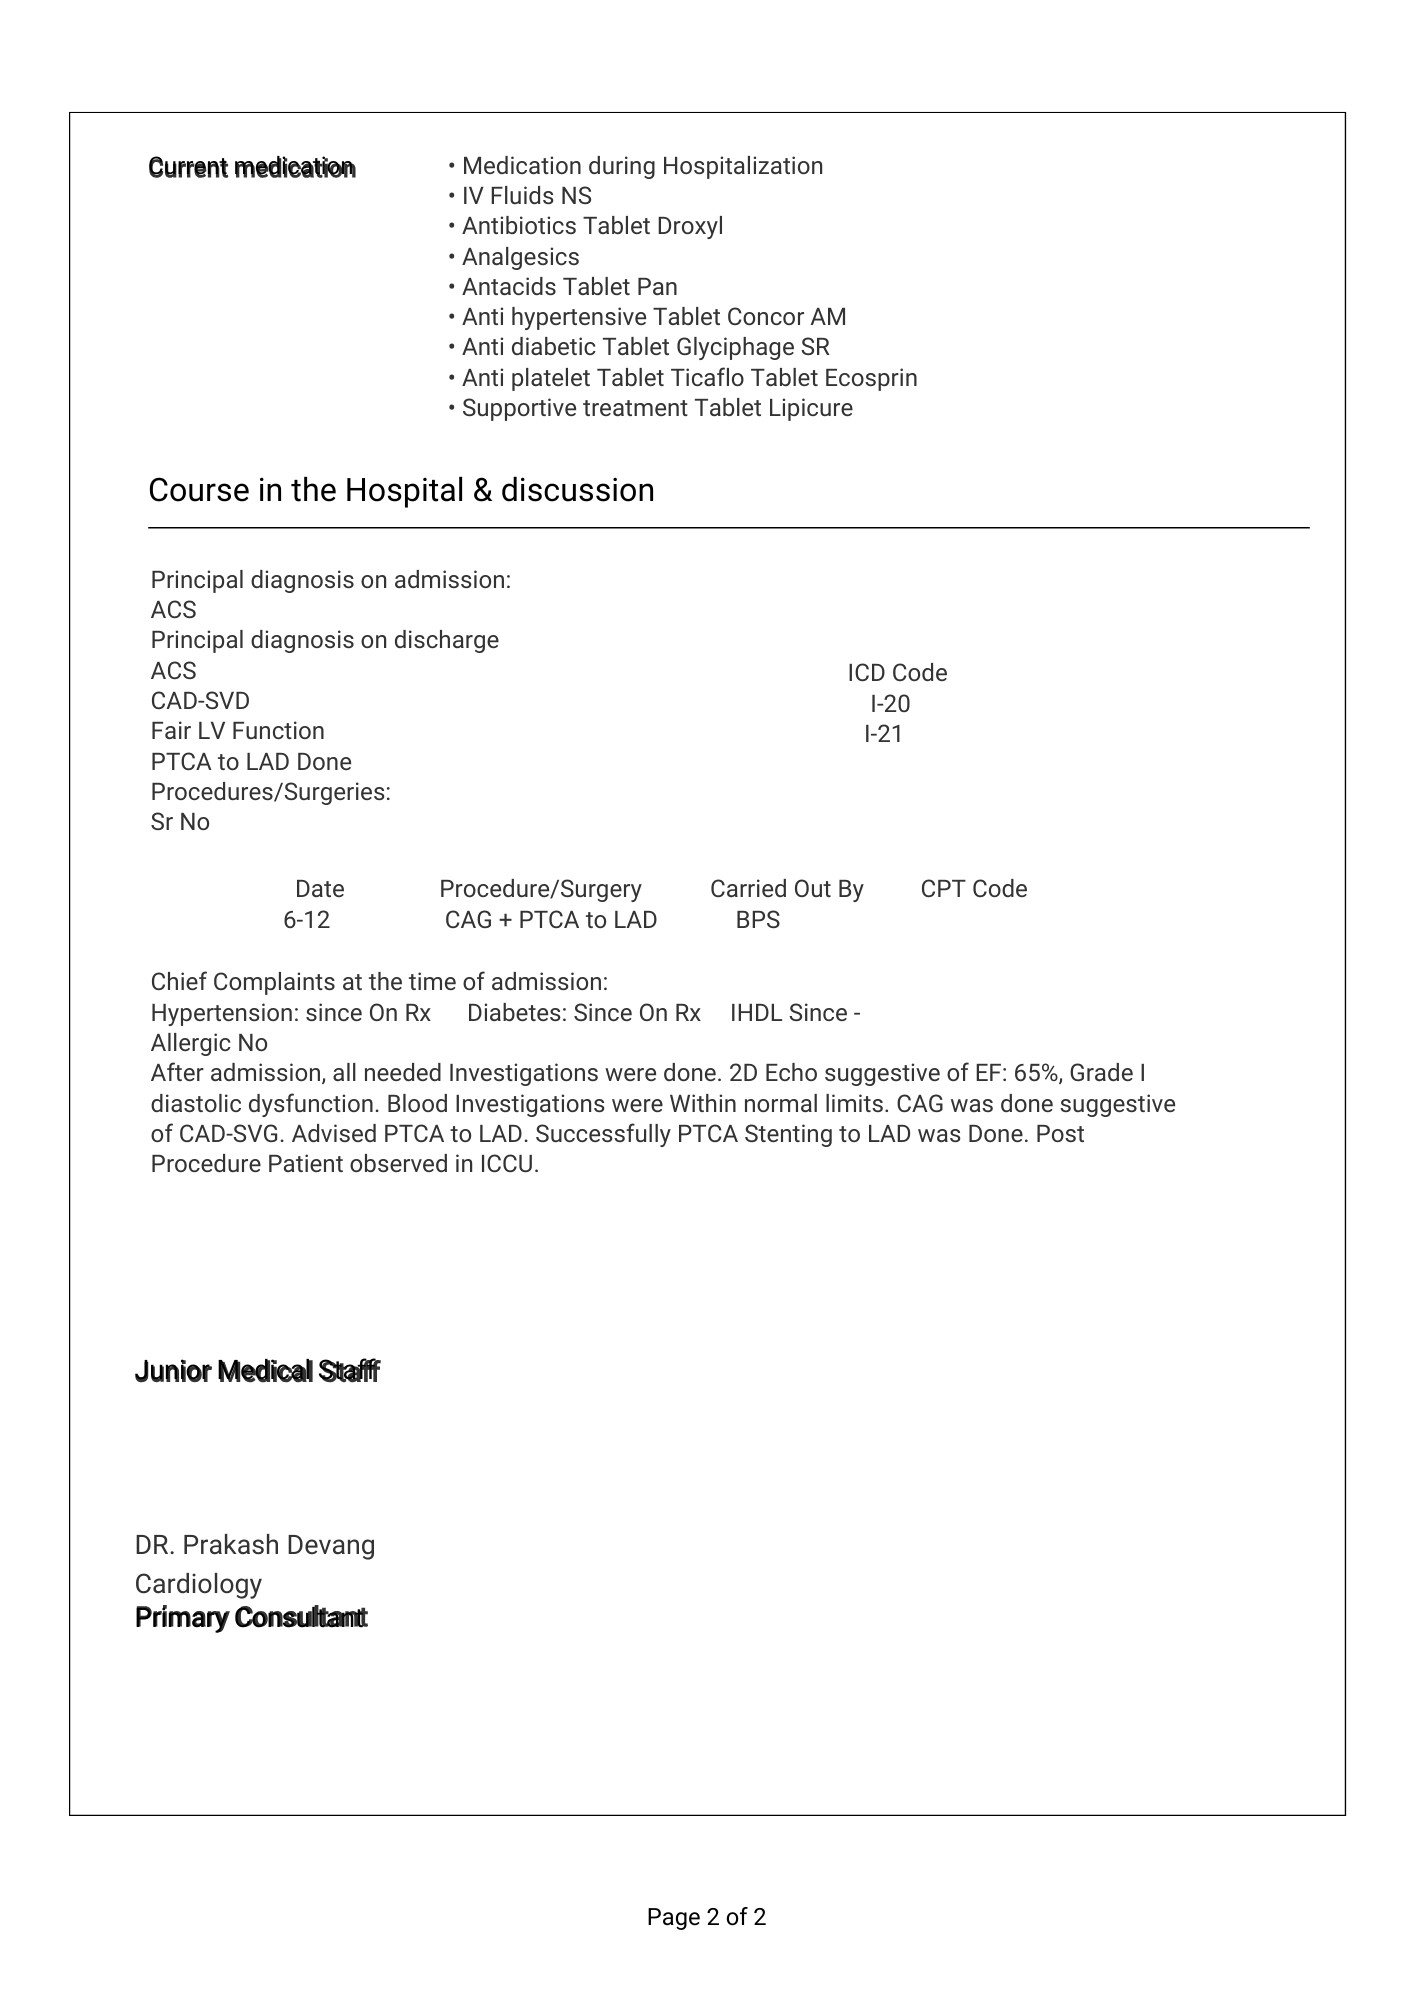 Current medication
• Medication during Hospitalization
• IV Fluids NS
• Antibiotics Tablet Droxyl
• Analgesics
• Antacids Tablet Pan
• Anti hypertensive Tablet Concor AM
• Anti diabetic Tablet Glyciphage SR
• Anti platelet Tablet Ticaflo Tablet Ecosprin
• Supportive treatment Tablet Lipicure
Course in the Hospital & discussion
Principal diagnosis on admission:
ACS
Principal diagnosis on discharge
ACS ICD Code
CAD-SVD I-20
Fair LV Function I-21
PTCA to LAD Done
Procedures/Surgeries:
Sr No
Date Procedure/Surgery Carried Out By CPT Code
6-12 CAG + PTCA to LAD BPS
Chief Complaints at the time of admission:
Hypertension: since On Rx Diabetes: Since On Rx IHDL Since -
Allergic No
After admission, all needed Investigations were done. 2D Echo suggestive of EF: 65%, Grade I
diastolic dysfunction. Blood Investigations were Within normal limits. CAG was done suggestive
of CAD-SVG. Advised PTCA to LAD. Successfully PTCA Stenting to LAD was Done. Post
Procedure Patient observed in ICCU.
Junior Medical Staff
DR. Prakash Devang
Cardiology
Primary Consultant
Page 2 of 2